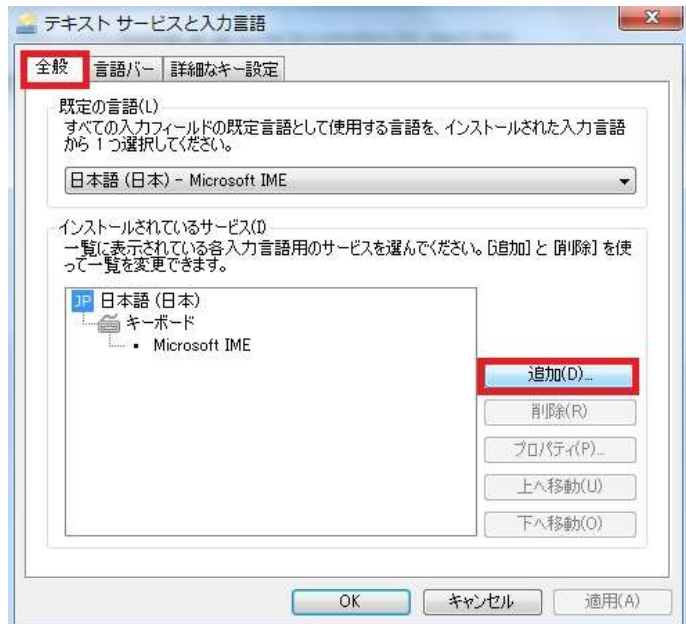 テキスト サービスと入力言語
全般 言語バー 詳細なキー設定
既定の言語(L)
すべての入力フィールドの既定言語として使用する言語を、インストールされた入力言語
から 1 つ選択してください。
日本語 (日本) - Microsoft IME
インストールされているサービス(I)
一覧に表示されている各入力言語用のサービスを選んでください。[追加] と [削除] を使
って一覧を変更できます。
JP 日本語 (日本)
キーボード
• Microsoft IME
追加(D)...
削除(R)
プロパティ(P)...
上へ移動(U)
下へ移動(O)
OK キャンセル 適用(A)